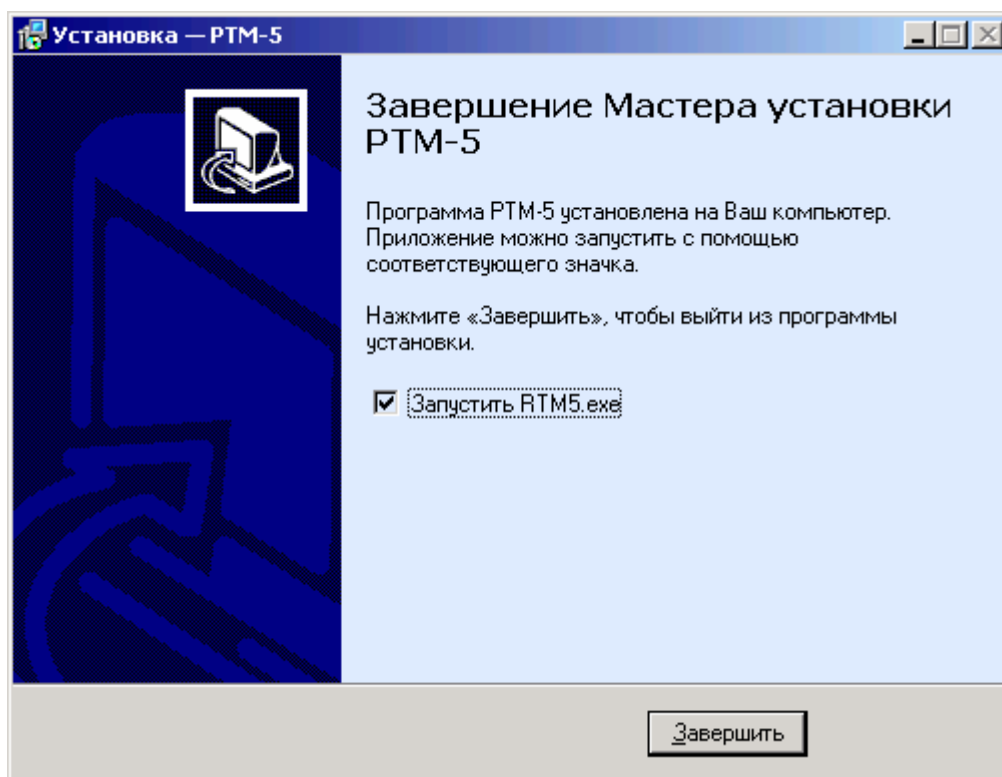 Установка — РТМ-5
Завершение Мастера установки
РТМ-5
Программа РТМ-5 установлена на Ваш компьютер.
Приложение можно запустить с помощью
соответствующего значка.
Нажмите «Завершить», чтобы выйти из программы
установки.
Запустить RTM5.exe
Завершить